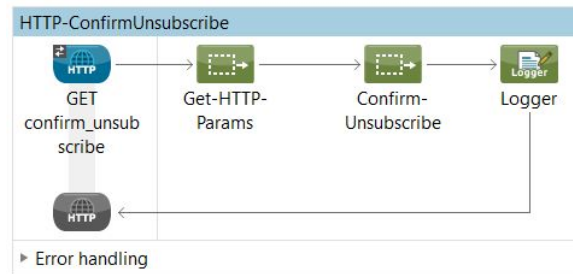 HTTP-ConfirmUnsubscribe
HTTP
GET
confirm_unsub
scribe
Get-HTTP-
Params
Confirm-
Unsubscribe
Logger
Logger
HTTP
Error handling